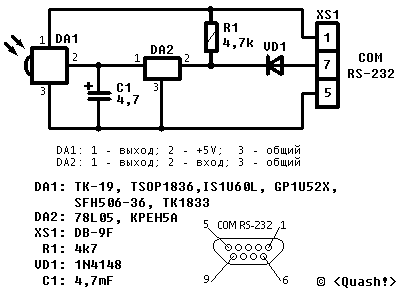 XS1
1 DA1
R1
4,7k
1
DA2
2
1
2
VD1
7
COM
RS-232
3
+
C1
4,7
3
5
DA1: 1 - выход; 2 - +5V; 3 - общий
DA2: 1 - выход; 2 - вход; 3 - общий
DA1: TK-19, TSOP1836,IS1U60L, GP1U52X,
SFH506-36, TK1833
DA2: 78L05, КРЕН5А
XS1: DB-9F
R1: 4k7
VD1: 1N4148
C1: 4,7mF
5 COM RS-232 1
9 6
© <Quash!>